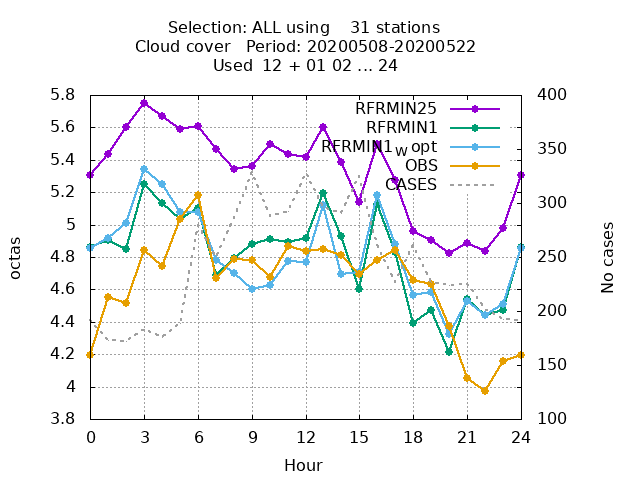 Selection: ALL using 31 stations
Cloud cover Period: 20200508-20200522
Used 12 + 01 02 ... 24
5.8
5.6
5.4
5.2
5
4.8
4.6
4.4
4.2
4
3.8
octas
RFRMIN25
RFRMIN1
RFRMIN1w opt
OBS
CASES
400
350
300
250
200
150
100
No cases
0 3 6 9 12 15 18 21 24
Hour